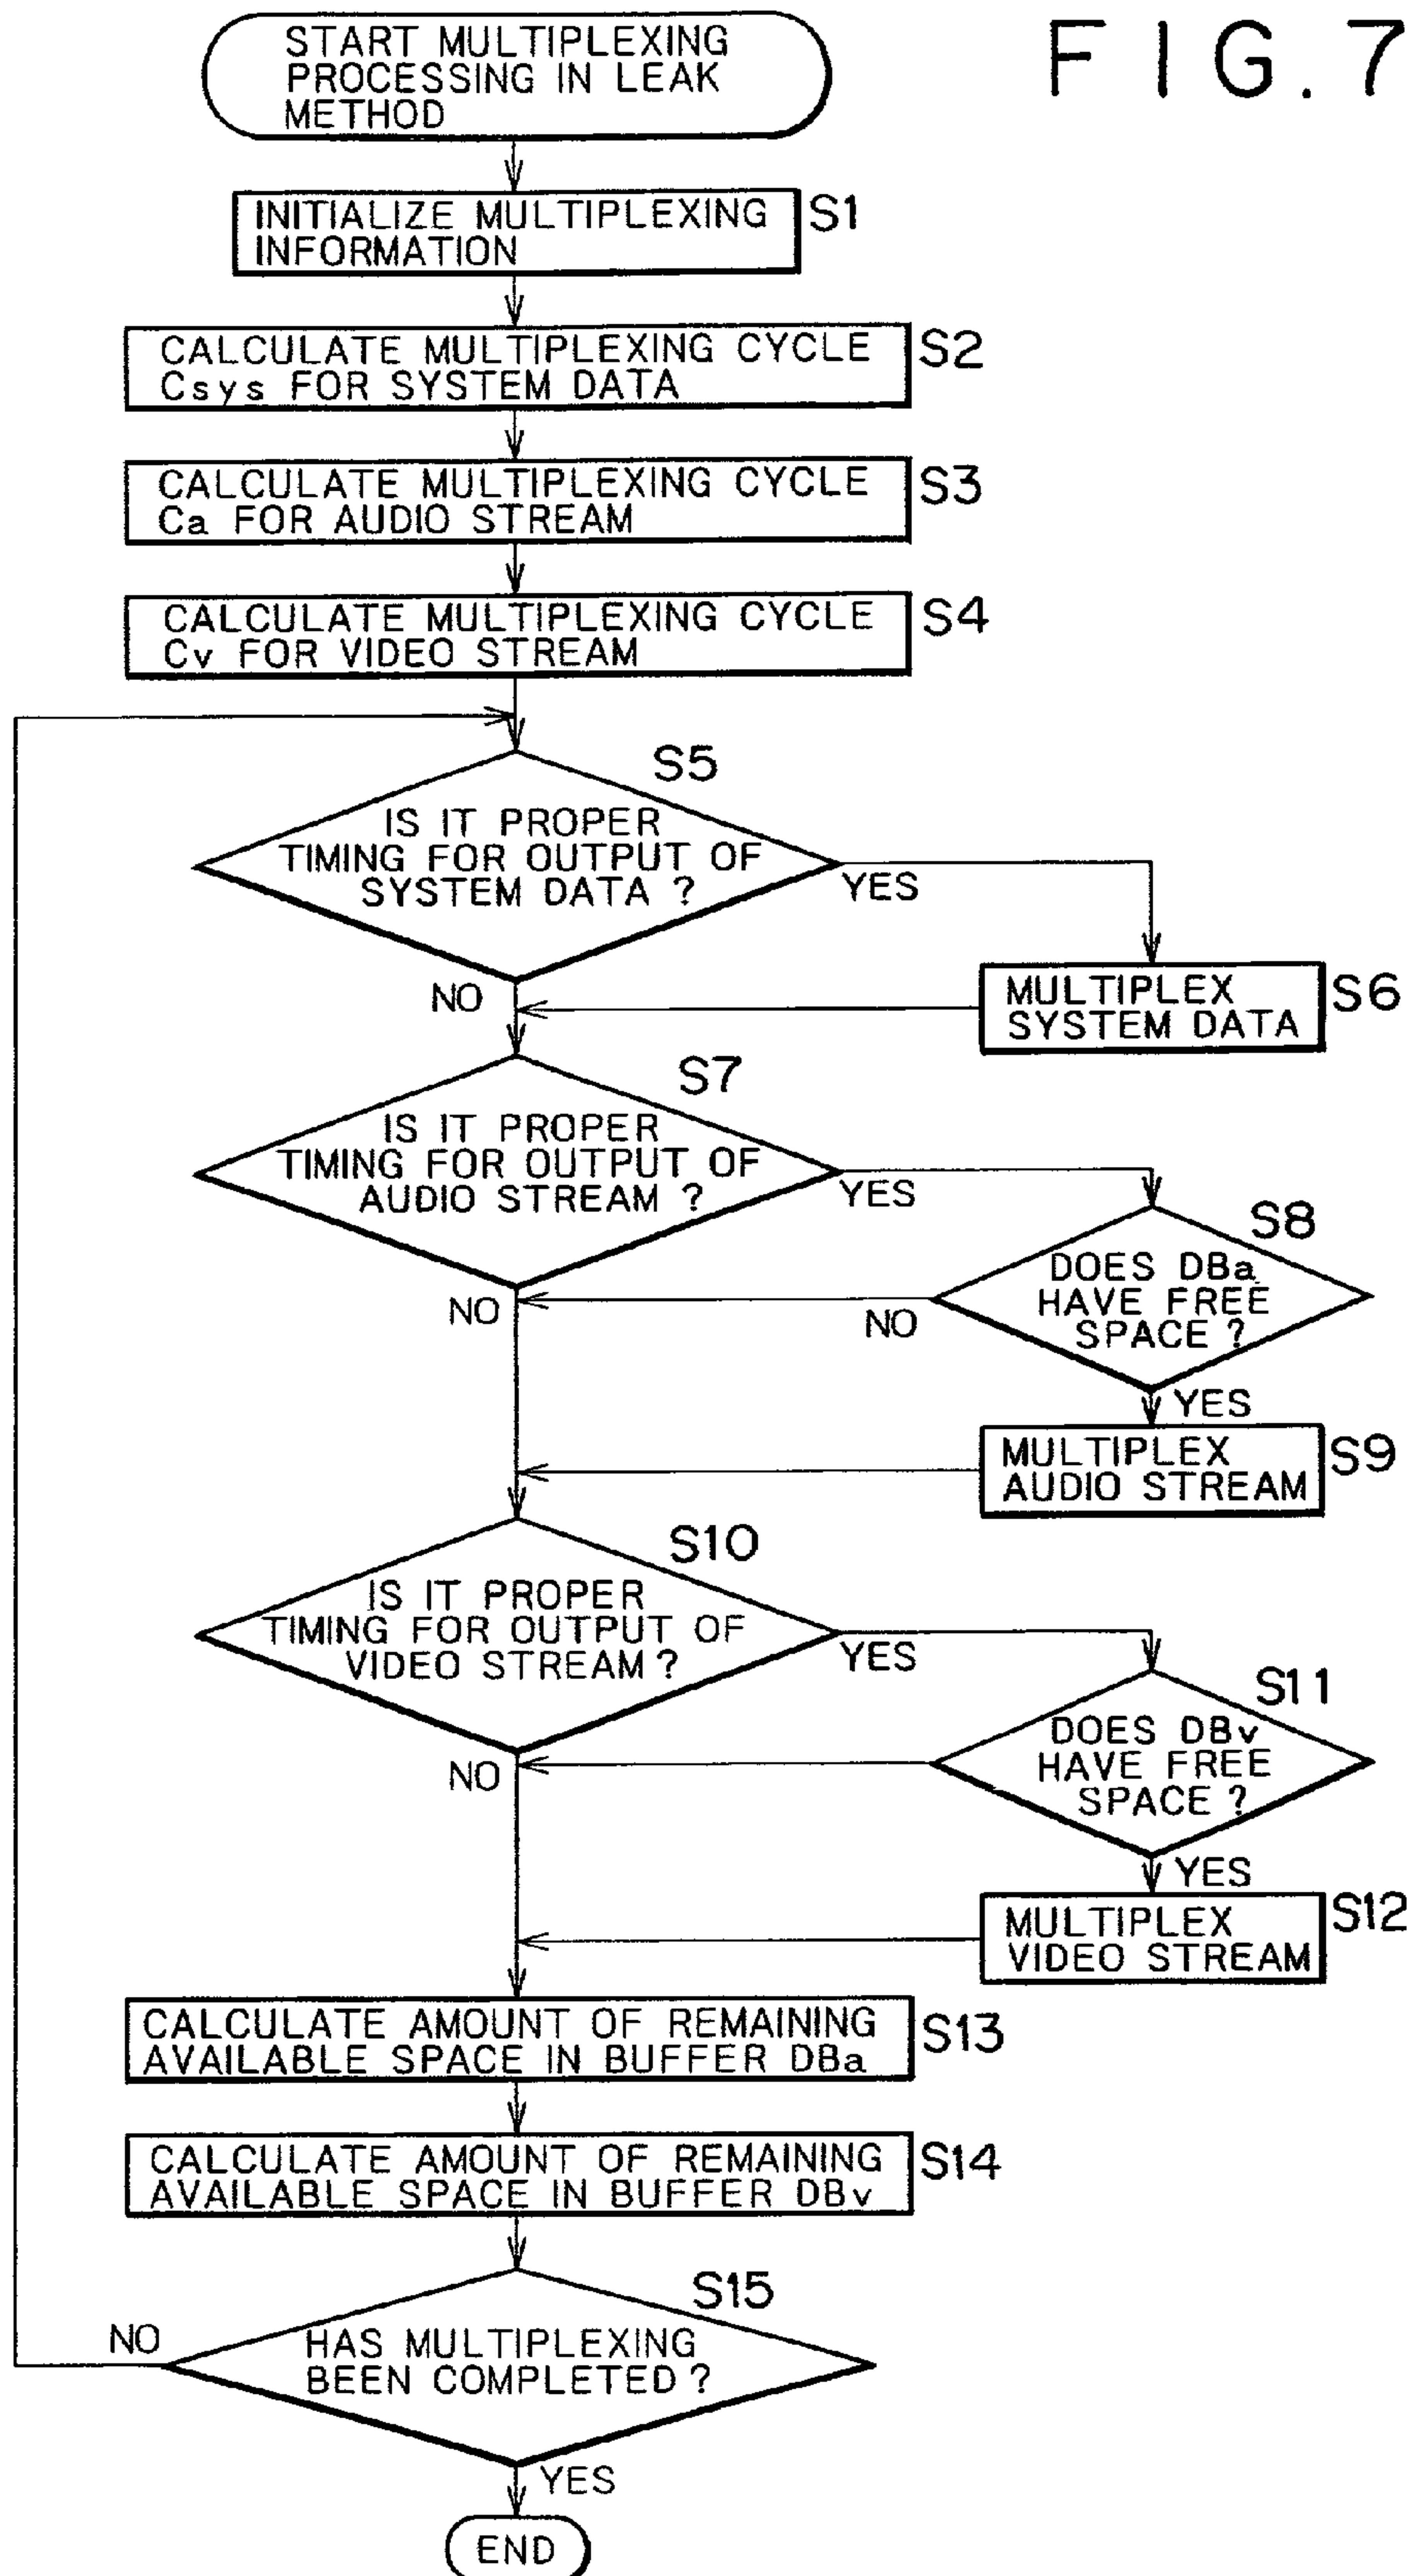 FIG.7
START MULTIPLEXING
PROCESSING IN LEAK
METHOD
INITIALIZE MULTIPLEXING
INFORMATION
S1
CALCULATE MULTIPLEXING CYCLE
Csys FOR SYSTEM DATA
S2
CALCULATE MULTIPLEXING CYCLE
Ca FOR AUDIO STREAM
S3
CALCULATE MULTIPLEXING CYCLE
Cv FOR VIDEO STREAM
S4
S5
IS IT PROPER
TIMING FOR OUTPUT OF
SYSTEM DATA ?
YES
NO
MULTIPLEX
SYSTEM DATA
S6
S7
IS IT PROPER
TIMING FOR OUTPUT OF
AUDIO STREAM ?
YES
NO
S8
DOES DBa
HAVE FREE
SPACE ?
NO
YES
MULTIPLEX
AUDIO STREAM
S9
S10
IS IT PROPER
TIMING FOR OUTPUT OF
VIDEO STREAM ?
YES
NO
S11
DOES DBv
HAVE FREE
SPACE ?
YES
MULTIPLEX
VIDEO STREAM
S12
CALCULATE AMOUNT OF REMAINING
AVAILABLE SPACE IN BUFFER DBa
S13
CALCULATE AMOUNT OF REMAINING
AVAILABLE SPACE IN BUFFER DBv
S14
S15
HAS MULTIPLEXING
BEEN COMPLETED ?
NO
YES
END